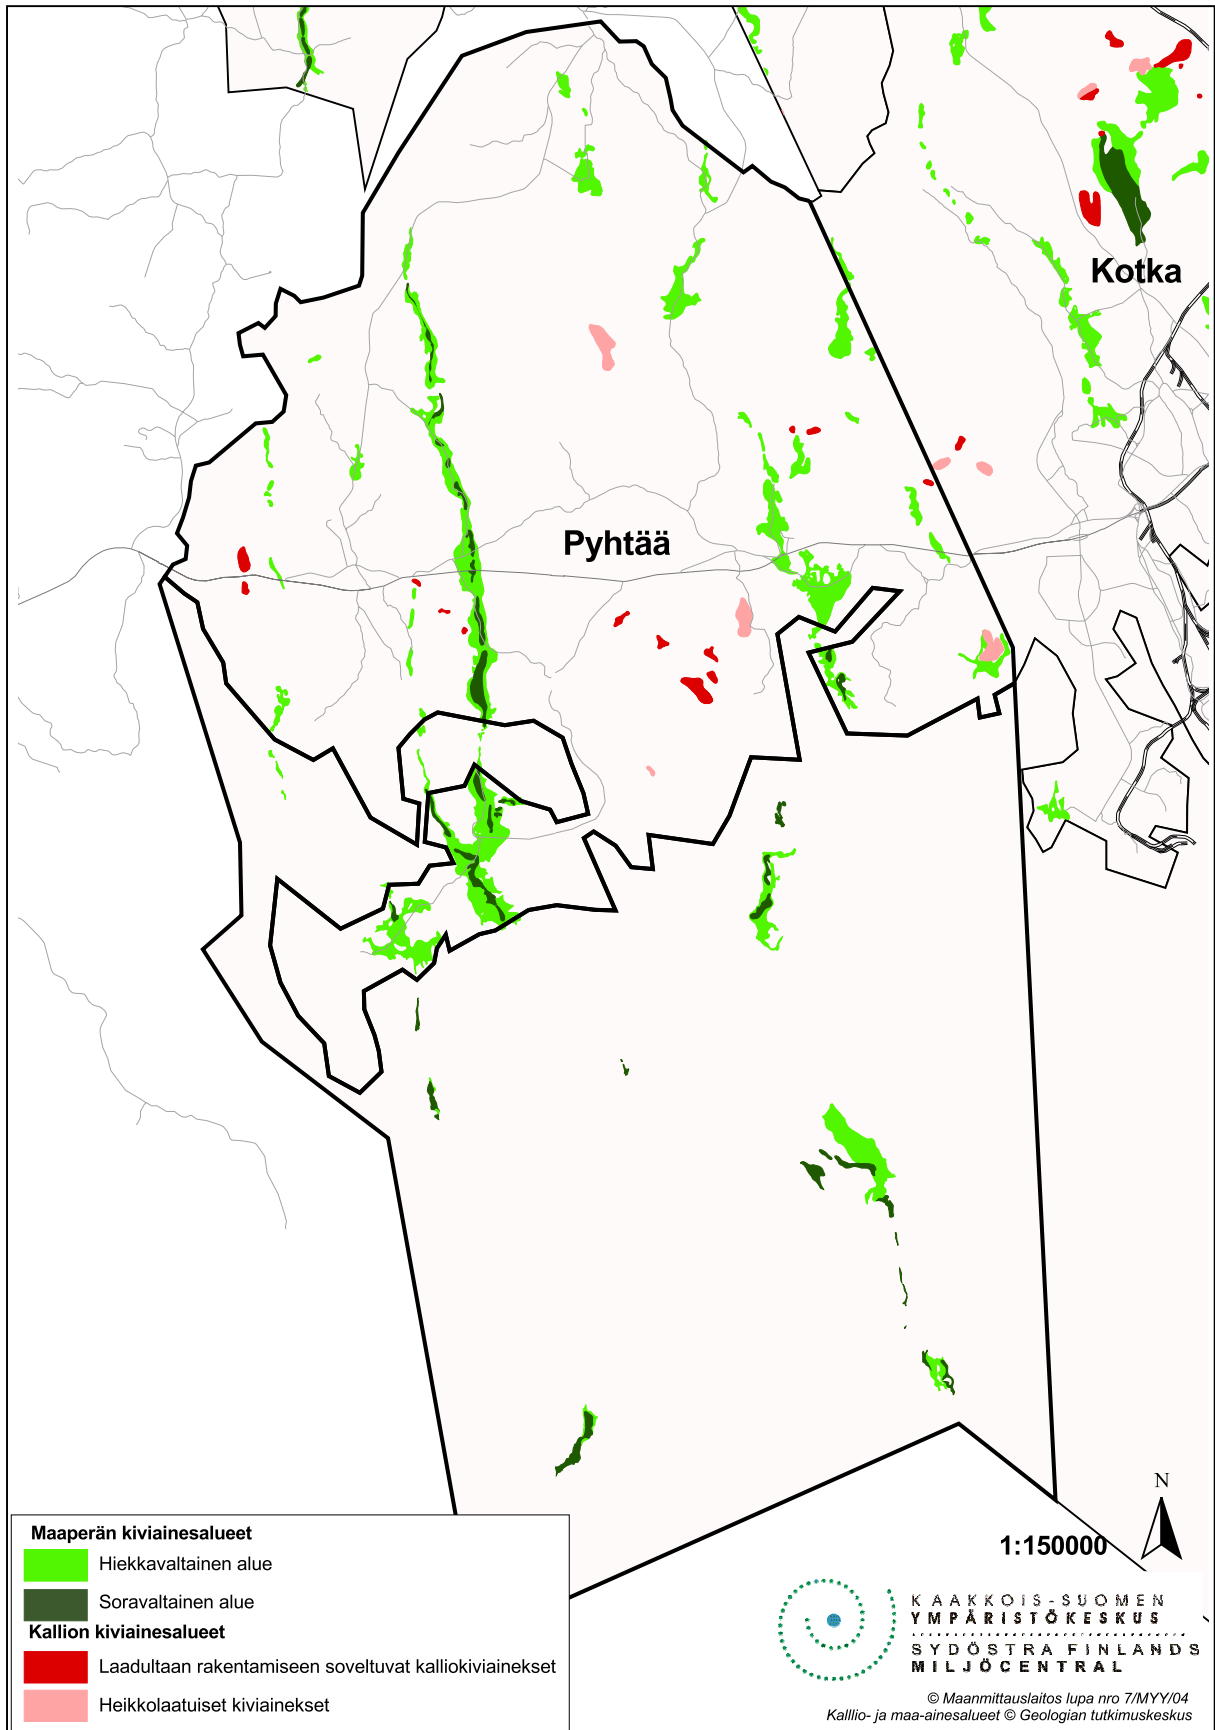 Kotka
Pyhtää
N
1:150000
Maaperän kiviainesalueet
Hiekkavaltainen alue
Soravaltainen alue
Kallion kiviainesalueet
Laadultaan rakentamiseen soveltuvat kalliokiviainekset
Heikkolaatuiset kiviainekset
KAAKKOIS-SUOMEN
YMPÄRISTÖKESKUS
SYDÖSTRA FINLANDS
MILJÖCENTRAL
© Maanmittauslaitos lupa nro 7/MYY/04
Kalllio- ja maa-ainesalueet © Geologian tutkimuskeskus